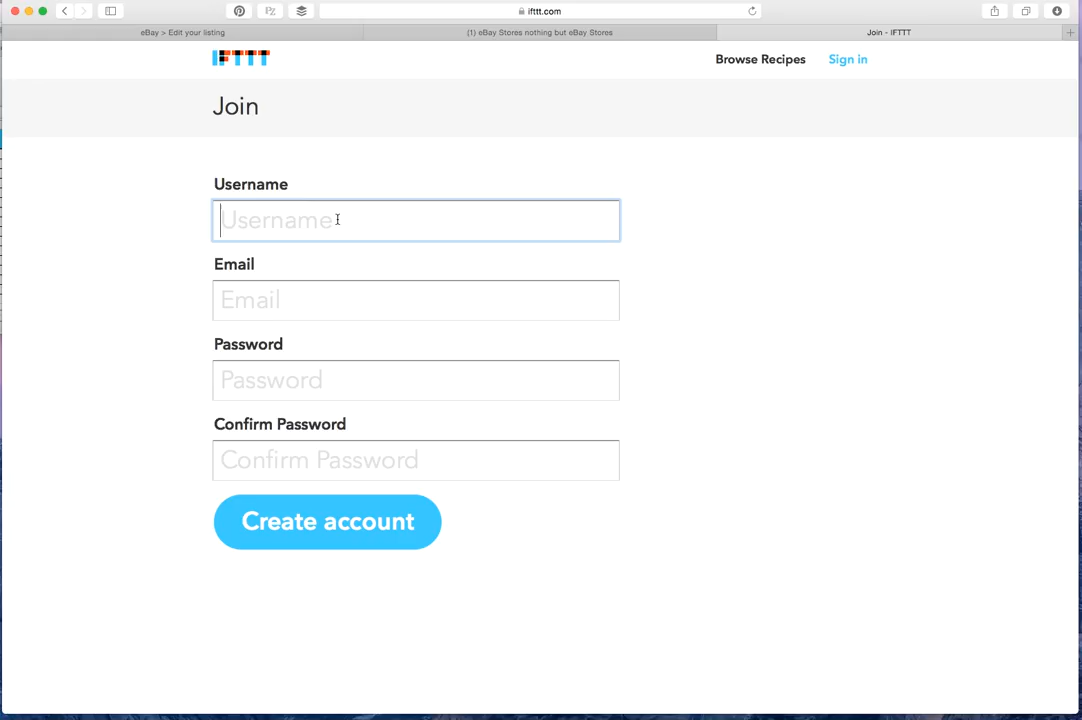 ifttt.com
eBay > Edit your listing
(1) eBay Stores nothing but eBay Stores
Join - IFTTT
IFTTT
Browse Recipes
Sign in
Join
Username
Username
Email
Email
Password
Password
Confirm Password
Confirm Password
Create account